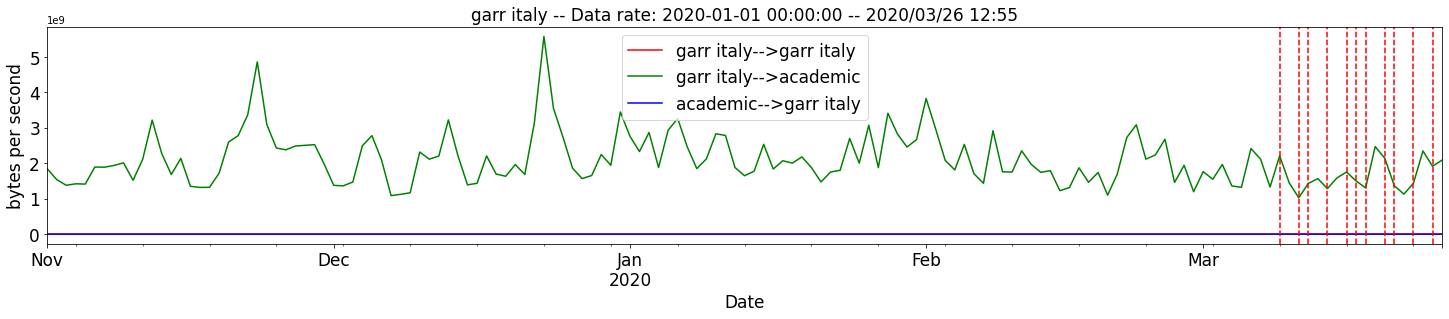 garr italy -- Data rate: 2020-01-01 00:00:00 -- 2020/03/26 12:55
1e9
bytes per second
5
4
3
2
1
0
garr italy-->garr italy
garr italy-->academic
academic-->garr italy
Nov Dec Jan Feb Mar
2020
Date